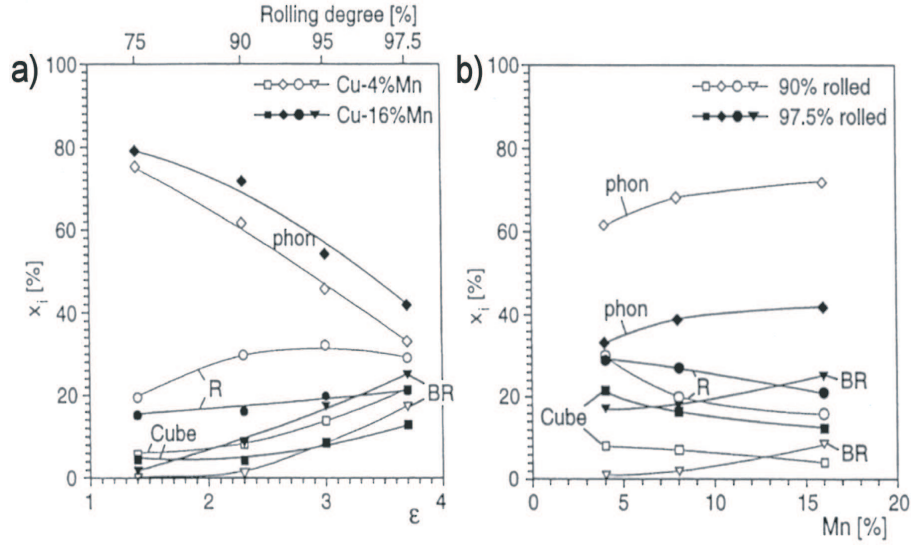 Rolling degree [%]
75 90 95 97.5
a)
100
80
60
40
20
0
x i [%]
Cu-4%Mn
Cu-16%Mn
phon
R
Cube
BR
1 2 3 4
ε
b)
100
80
60
40
20
0
x i [%]
90% rolled
97.5% rolled
phon
phon
R
BR
Cube
BR
0 5 10 15 20
Mn [%]